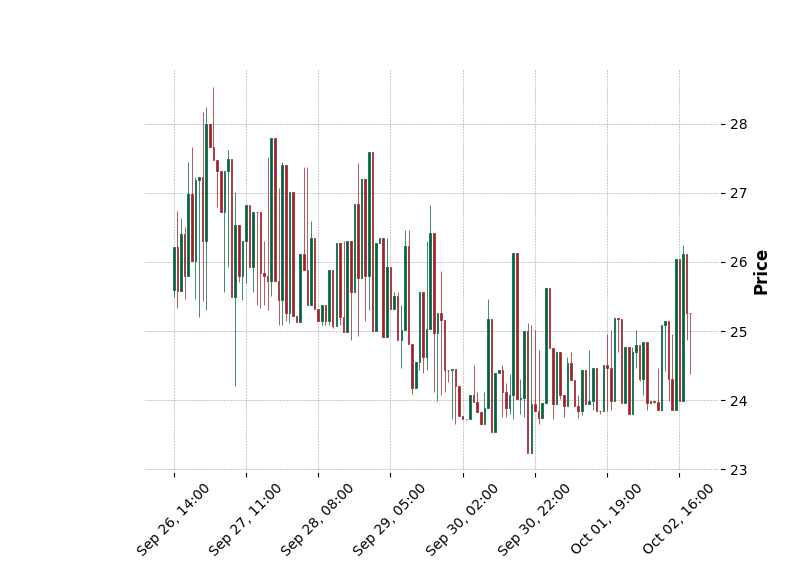 28
27
26
25
24
23
Price
Sep 26, 14:00
Sep 27, 11:00
Sep 28, 08:00
Sep 29, 05:00
Sep 30, 02:00
Sep 30, 22:00
Oct 01, 19:00
Oct 02, 16:00